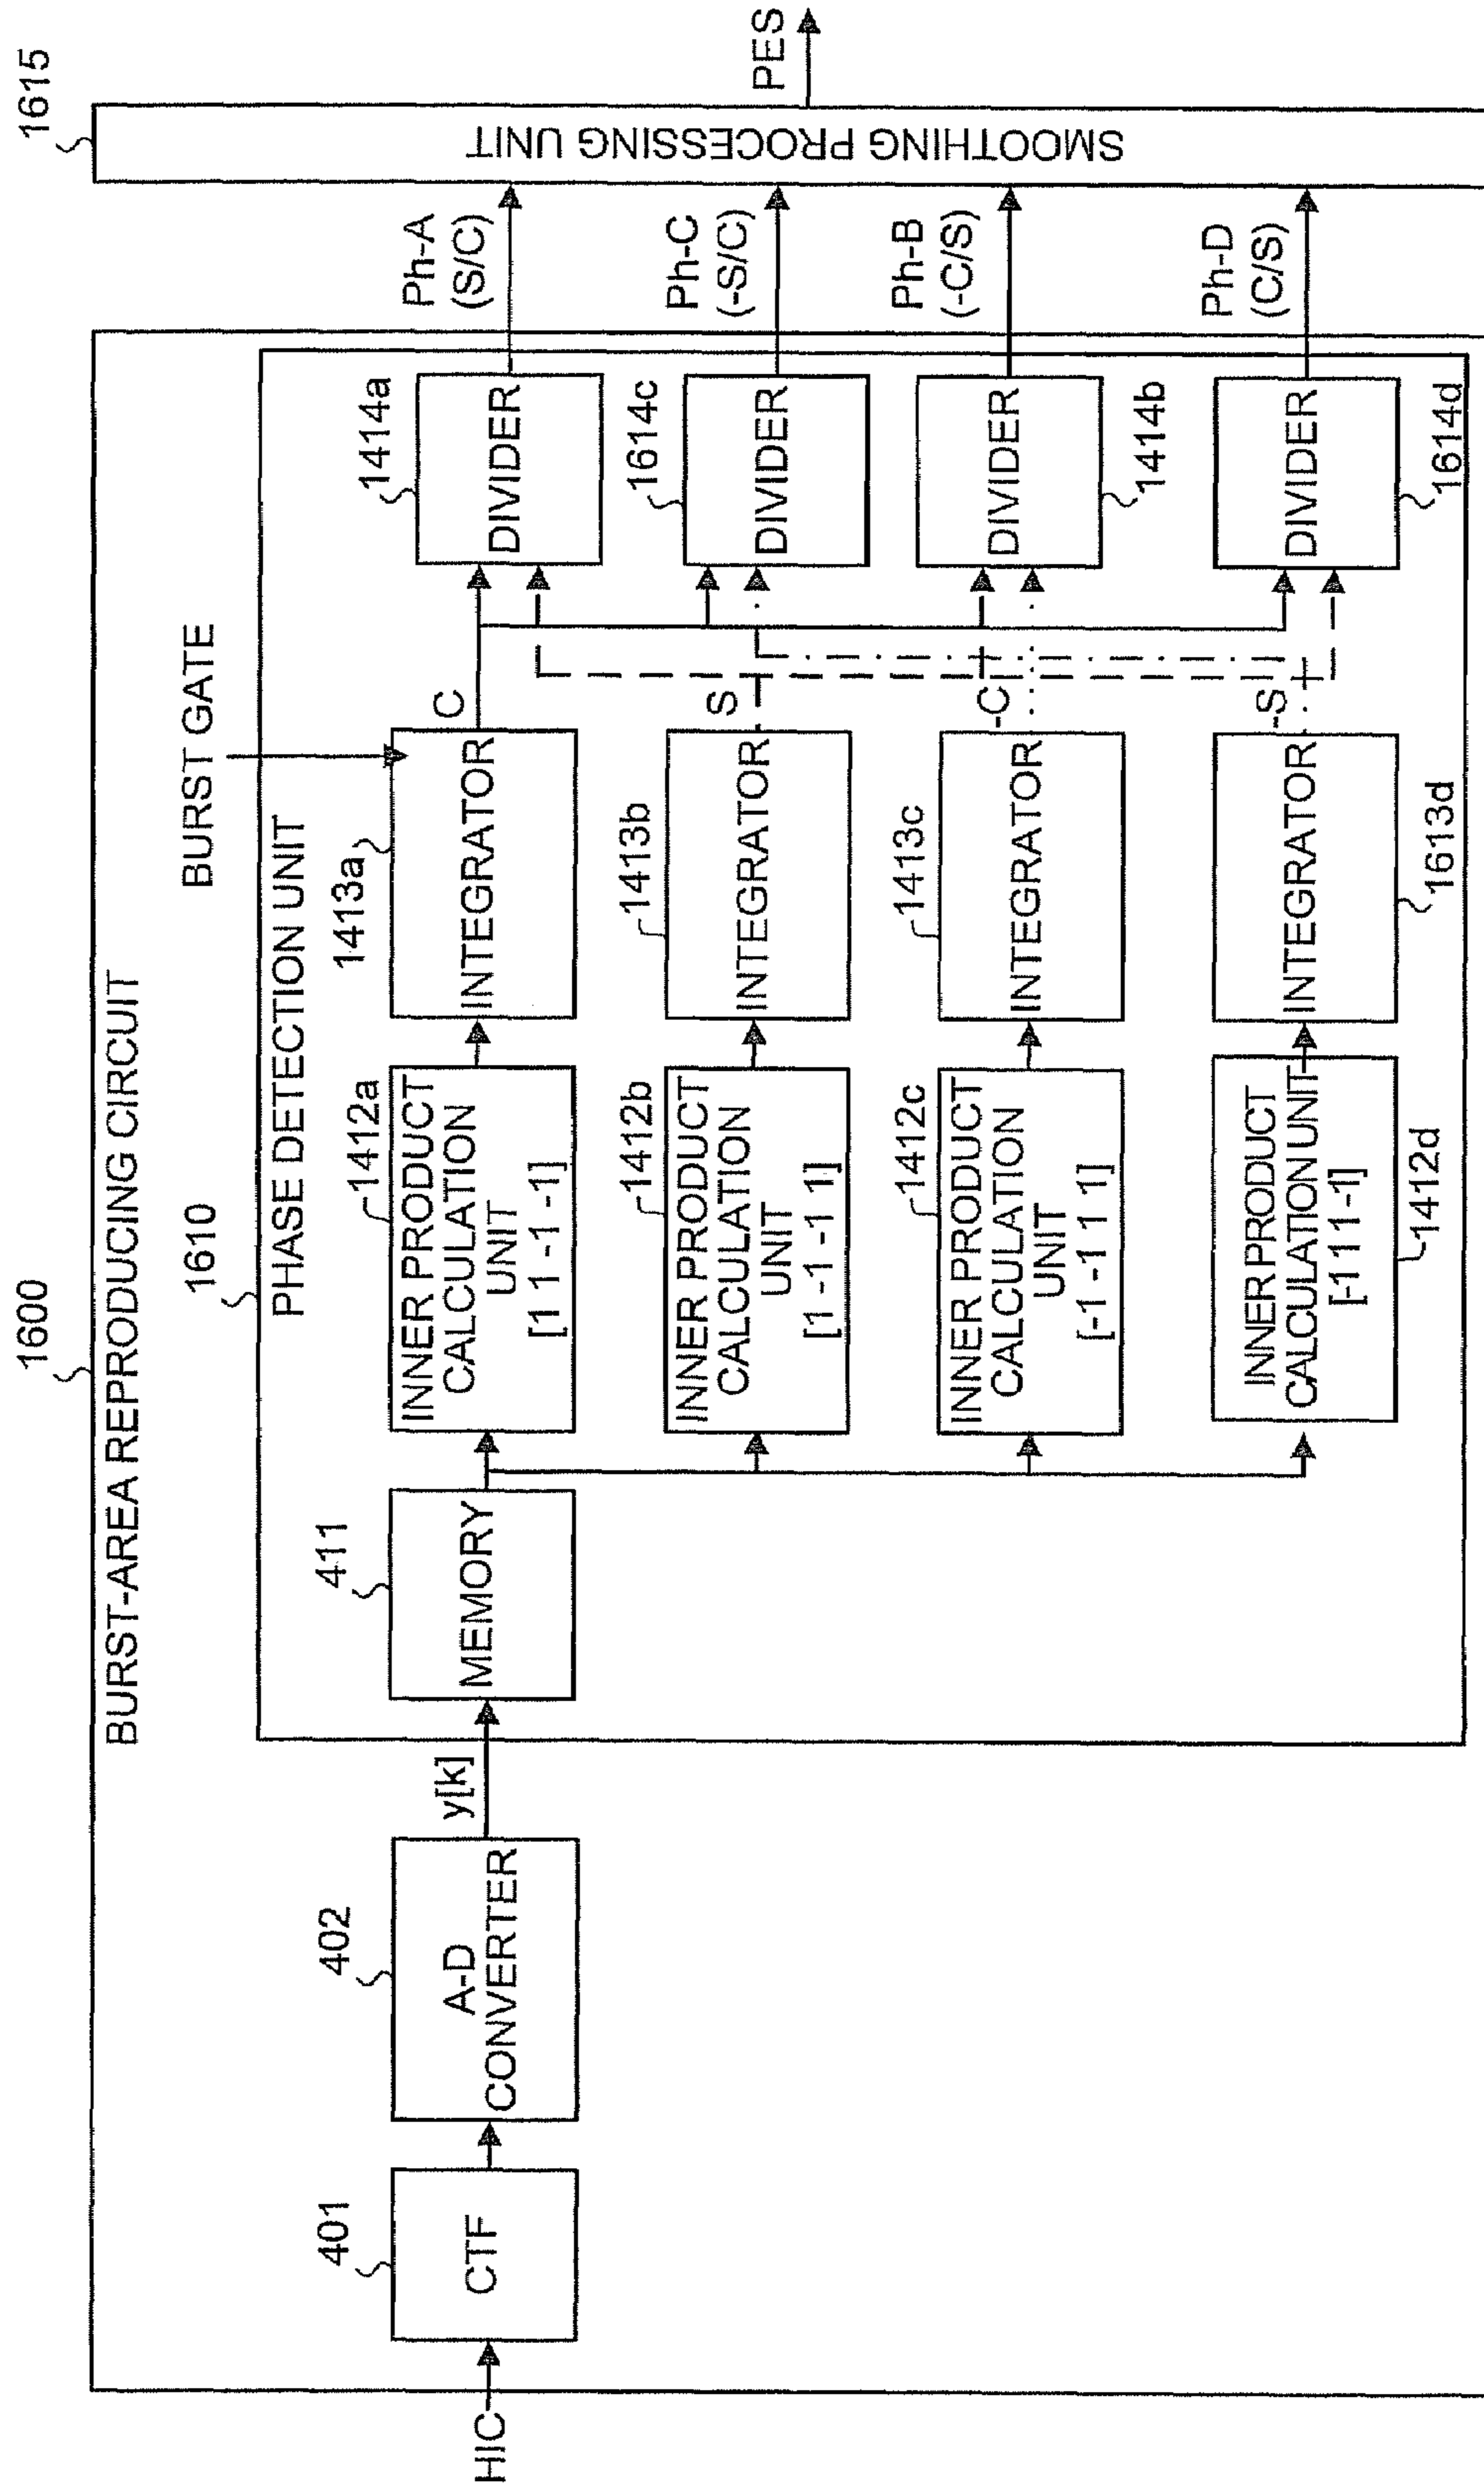 1600
BURST-AREA REPRODUCING CIRCUIT
1610
PHASE DETECTION UNIT
BURST GATE
1615
SMOOTHING PROCESSING UNIT
PES
HIC
401
CTF
402
A-D
CONVERTER
y[k]
411
MEMORY
1412a
INNER PRODUCT
CALCULATION
UNIT
[1 1 -1 -1]
1413a
INTEGRATOR
C
1414a
DIVIDER
Ph-A
(S/C)
1412b
INNER PRODUCT
CALCULATION
UNIT
[1 -1 -1 1]
1413b
INTEGRATOR
S
1614c
DIVIDER
Ph-C
(-S/C)
1412c
INNER PRODUCT
CALCULATION
UNIT
[-1 -1 1 1]
1413c
INTEGRATOR
-C
1414b
DIVIDER
Ph-B
(-C/S)
1412d
INNER PRODUCT
CALCULATION UNIT
[-1 1 1 -1]
1613d
INTEGRATOR
-S
1614d
DIVIDER
Ph-D
(C/S)